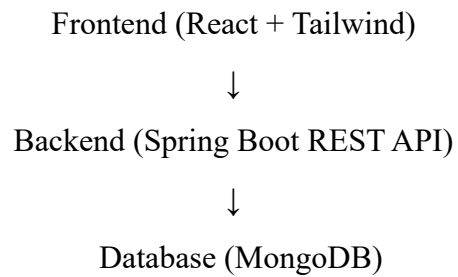 Frontend (React + Tailwind)
↓
Backend (Spring Boot REST API)
↓
Database (MongoDB)